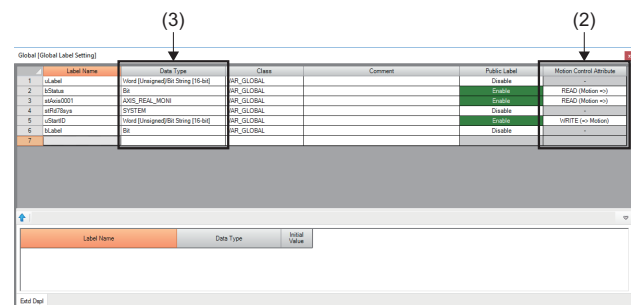 (3) (2)
Global [Global Label Setting]
Label Name Data Type Class Comment Public Label Motion Control Attribute
1 uLabel Word [Unsigned]/Bit String [16-bit] VAR_GLOBAL Disable -
2 bStatus Bit VAR_GLOBAL Enable READ (Motion =>)
3 stAxis0001 AXIS_REAL_MONI VAR_GLOBAL Enable READ (Motion =>)
4 stRd78sys SYSTEM VAR_GLOBAL Disable -
5 uStartID Word [Unsigned]/Bit String [16-bit] VAR_GLOBAL Enable WRITE (=> Motion)
6 bLabel Bit VAR_GLOBAL Disable -
7
Label Name Data Type Initial
Value
Extd Dspl